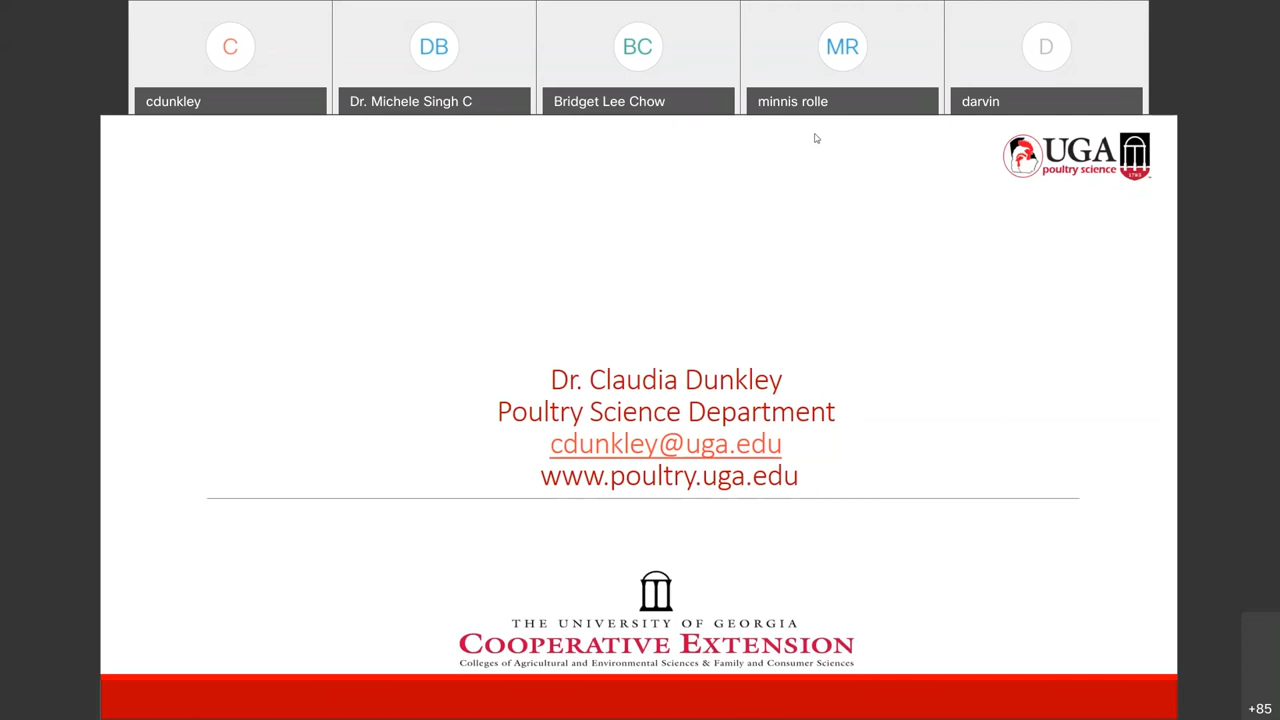 C
DB
BC
MR
D
cdunkley
Dr. Michele Singh C
Bridget Lee Chow
minnis rolle
darvin
UGA
poultry science
1785
Dr. Claudia Dunkley
Poultry Science Department
cdunkley@uga.edu
www.poultry.uga.edu
THE UNIVERSITY OF GEORGIA
COOPERATIVE EXTENSION
Colleges of Agricultural and Environmental Sciences & Family and Consumer Sciences
+85